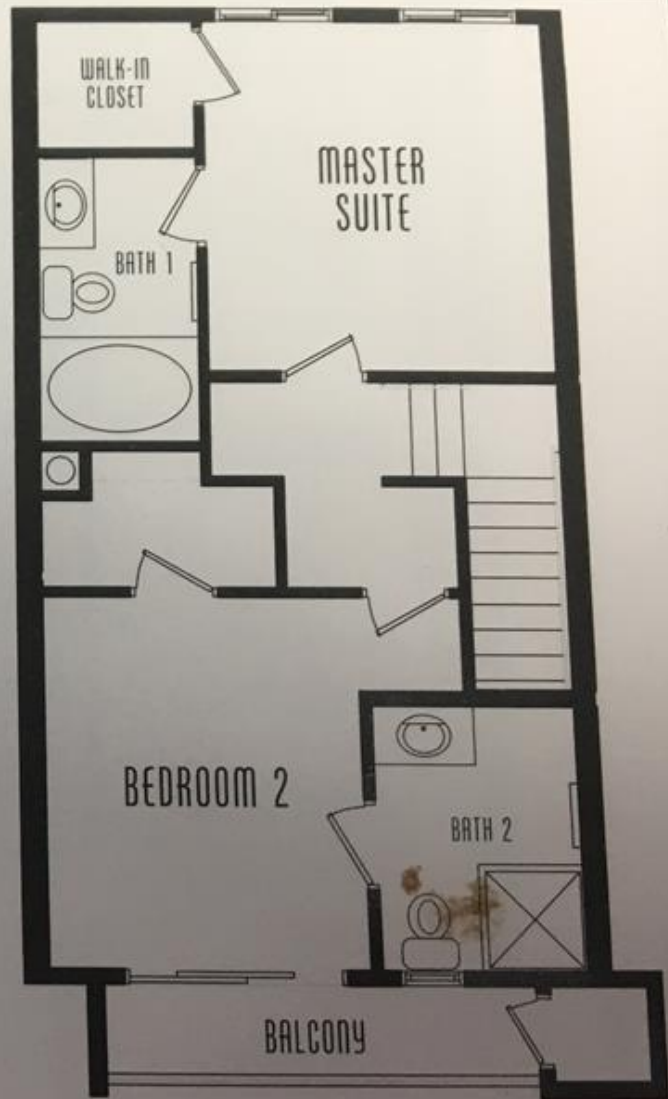 WALK-IN
CLOSET
MASTER
SUITE
BATH 1
BEDROOM 2
BATH 2
BALCONY